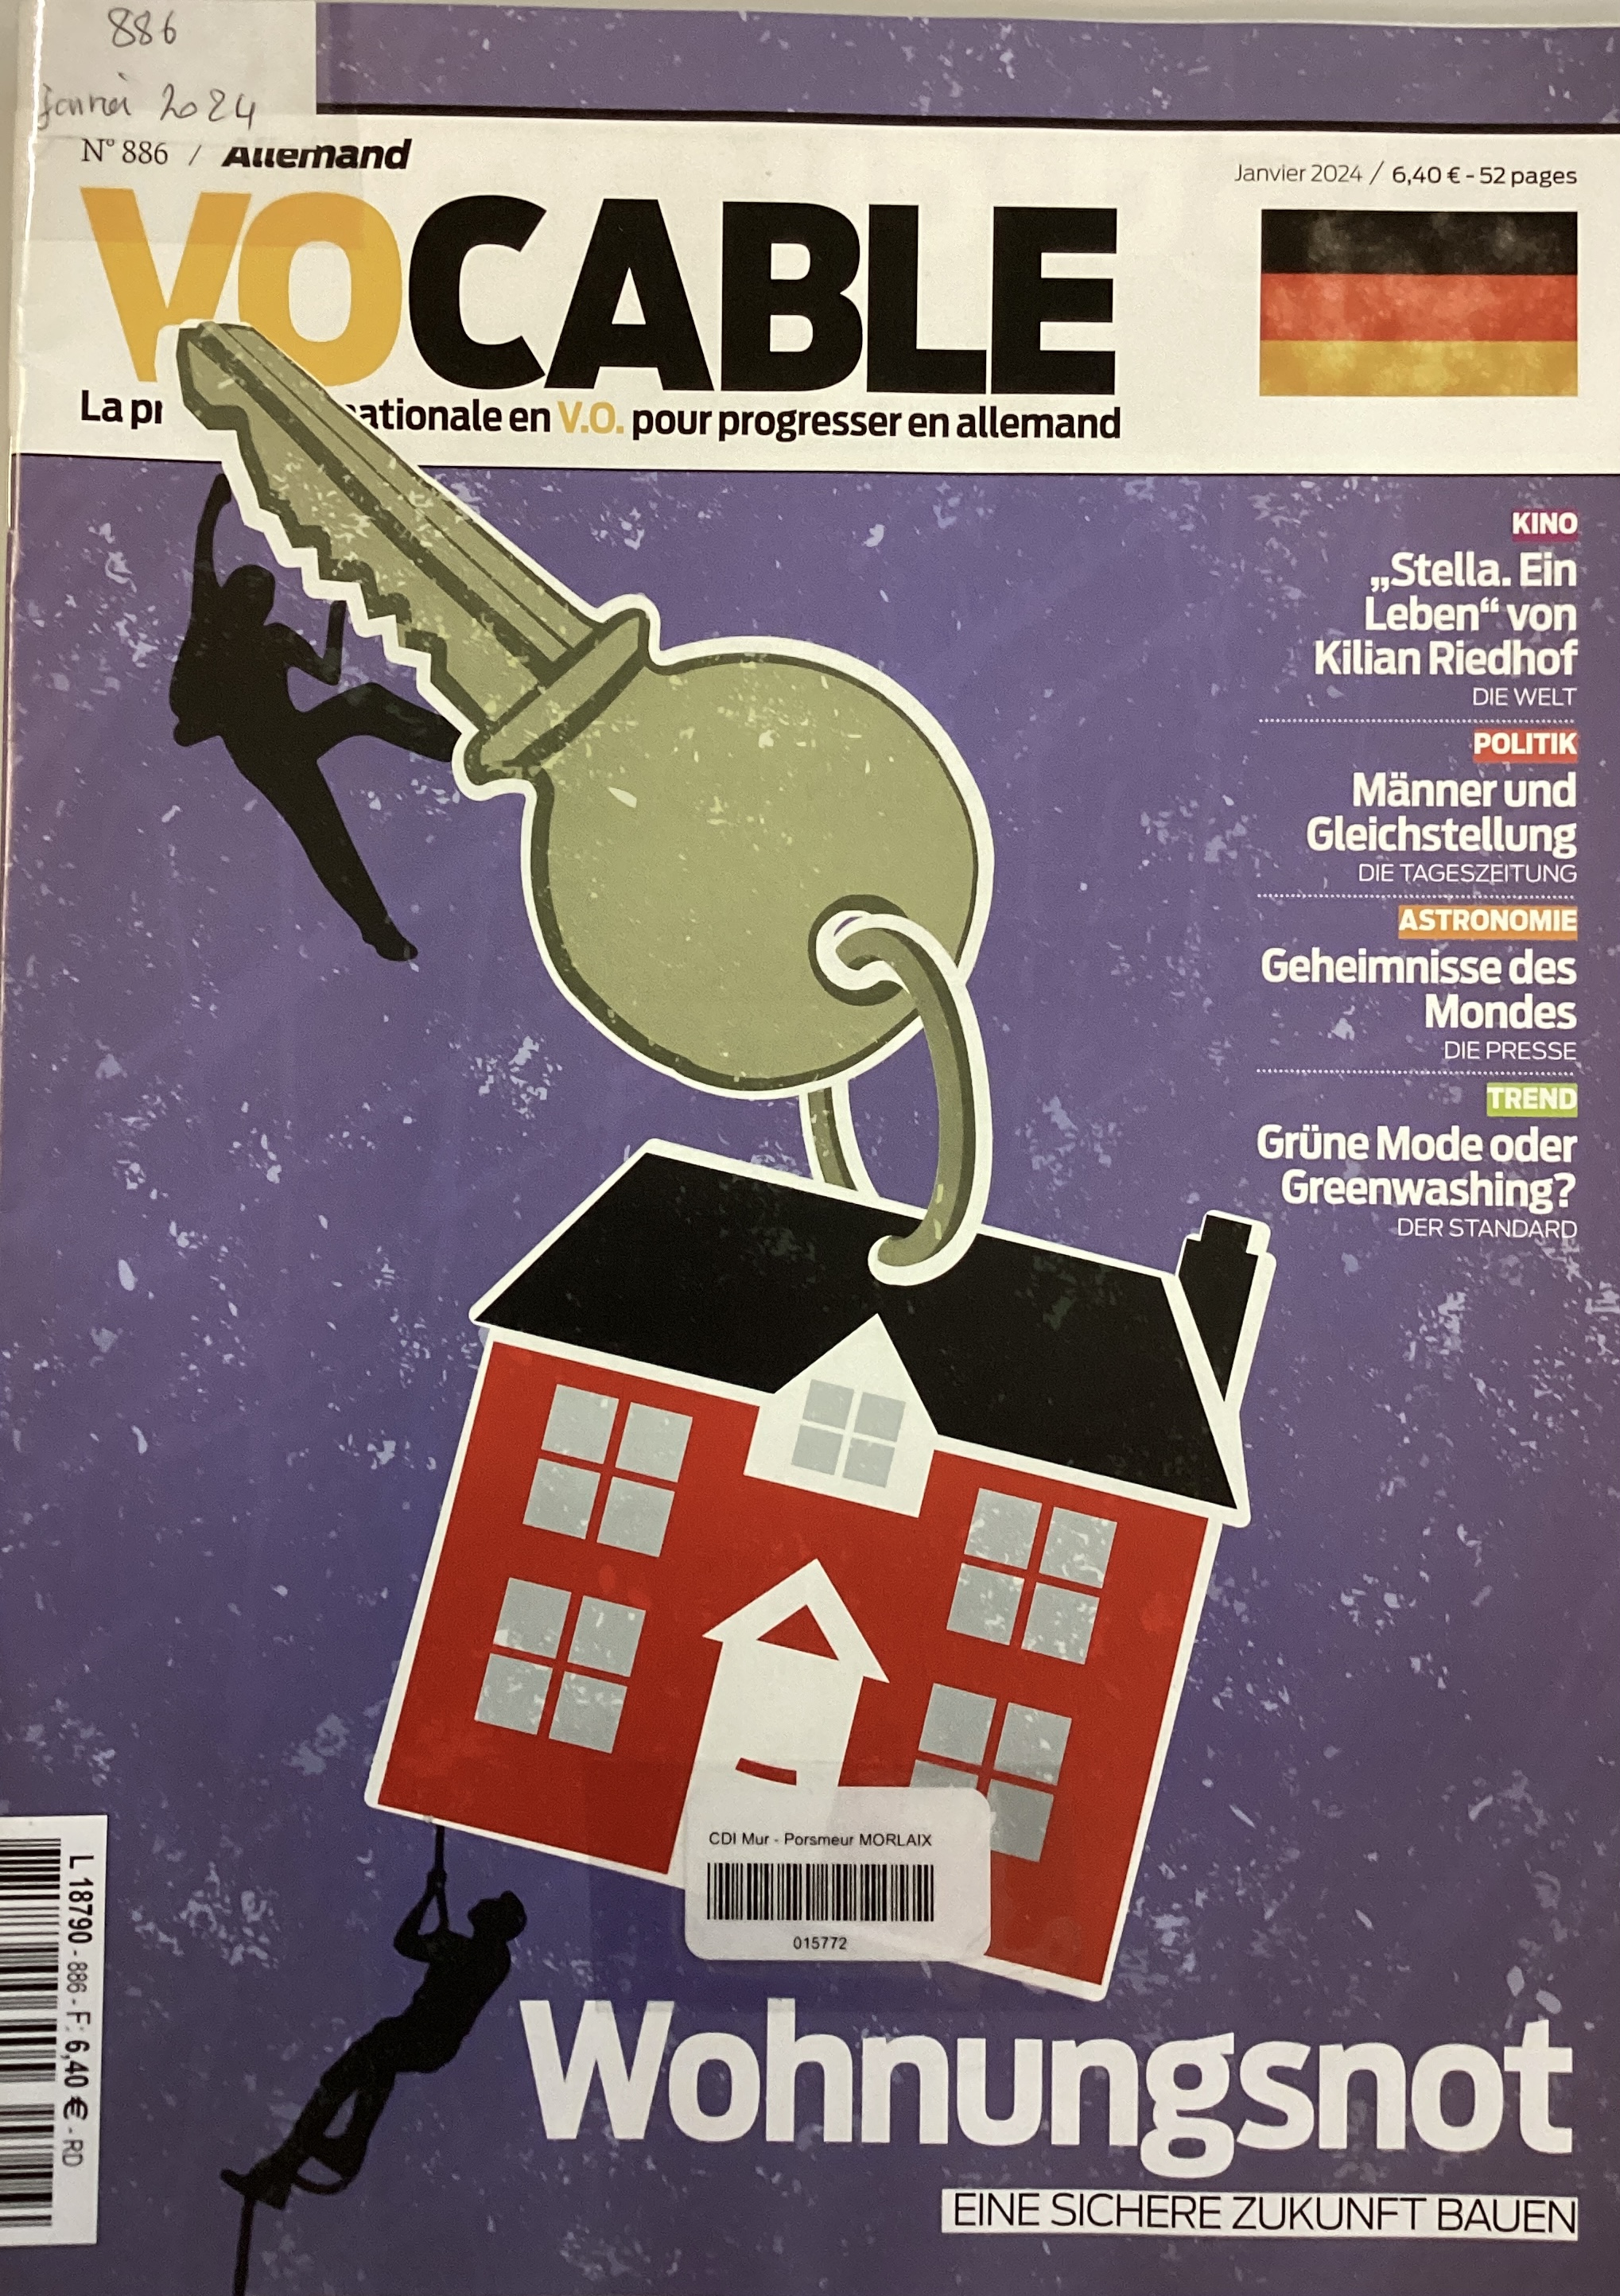 886
janvier 2024
N° 886 / Allemand
Janvier 2024 / 6,40 € - 52 pages
VOCABLE
La pr ationale en V.O. pour progresser en allemand
KINO
„Stella. Ein
Leben“ von
Kilian Riedhof
DIE WELT
POLITIK
Männer und
Gleichstellung
DIE TAGESZEITUNG
ASTRONOMIE
Geheimnisse des
Mondes
DIE PRESSE
TREND
Grüne Mode oder
Greenwashing?
DER STANDARD
CDI Mur - Porsmeur MORLAIX
015772
L 18790 - 886 - F: 6,40 € - RD
Wohnungsnot
EINE SICHERE ZUKUNFT BAUEN